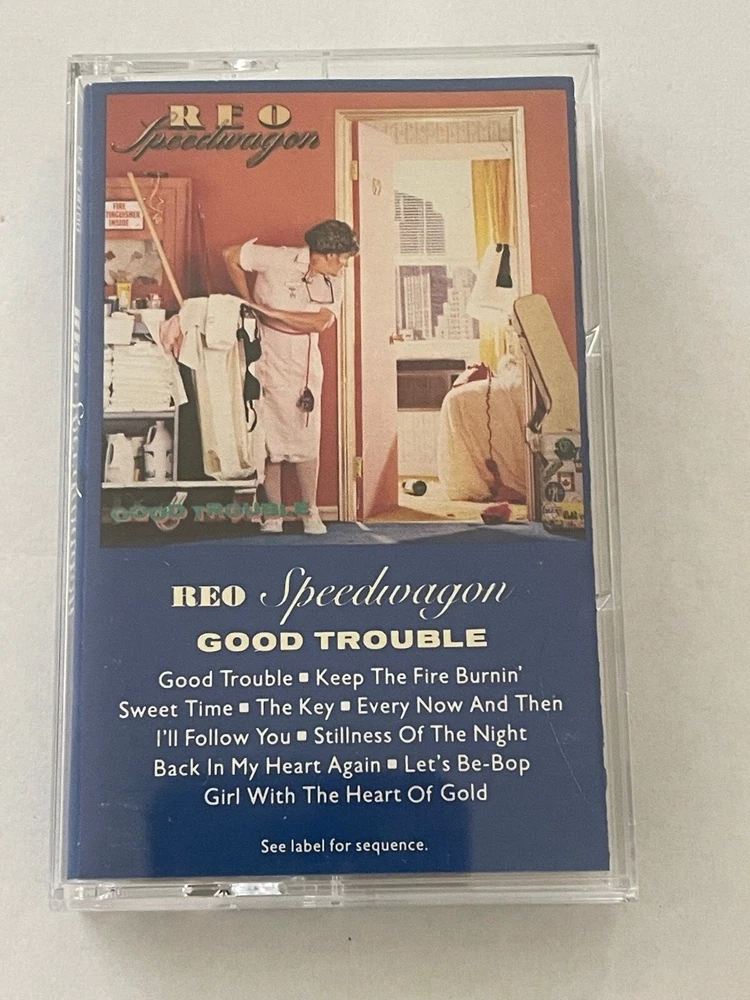 REO
Speedwagon
FIRE
INSIDE
GOOD TROUBLE
REO Speedwagon
GOOD TROUBLE
Good Trouble ▪ Keep The Fire Burnin'
Sweet Time ▪ The Key ▪ Every Now And Then
I'll Follow You ▪ Stillness Of The Night
Back In My Heart Again ▪ Let's Be-Bop
Girl With The Heart Of Gold
See label for sequence.
REO Speedwagon